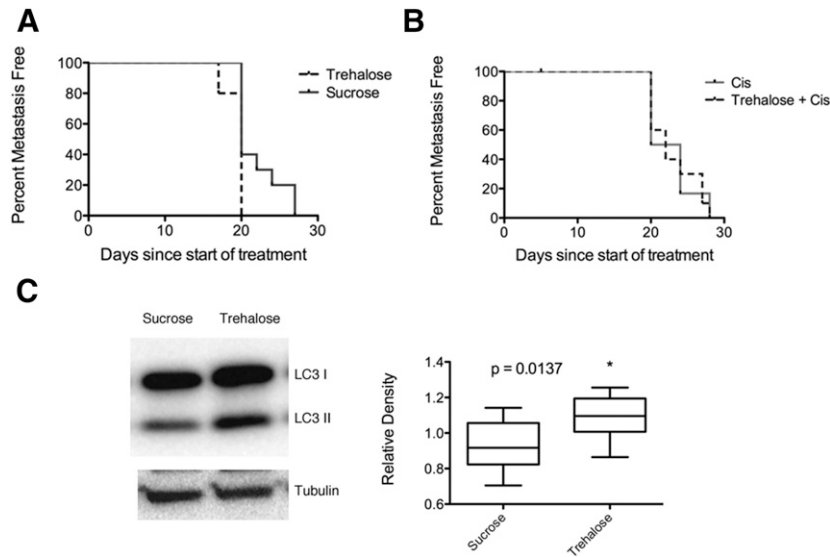 A
Percent Metastasis Free
100
80
60
40
20
0
0 10 20 30
Days since start of treatment
Trehalose
Sucrose
B
Percent Metastasis Free
100
80
60
40
20
0
0 10 20 30
Days since start of treatment
Cis
Trehalose + Cis
C
Sucrose Trehalose
LC3 I
LC3 II
Tubulin
Relative Density
1.4
1.2
1.0
0.8
0.6
p = 0.0137 *
Sucrose
Trehalose